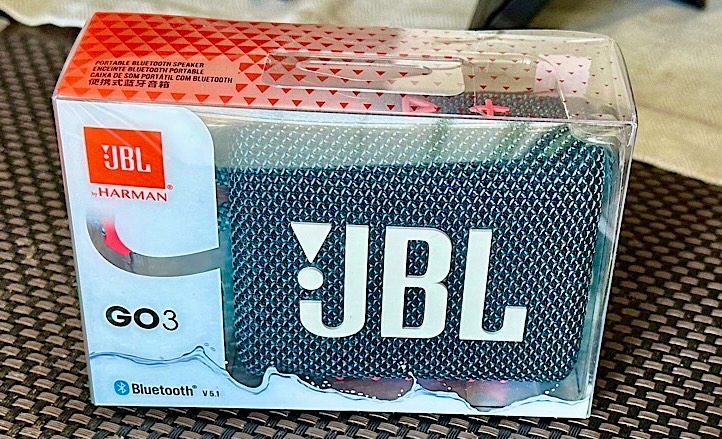 PORTABLE BLUETOOTH SPEAKER
ENCEINTE BLUETOOTH PORTABLE
CAIXA DE SOM PORTÁTIL COM BLUETOOTH
便携式蓝牙音箱
JBL
by HARMAN®
JBL
GO3
Bluetooth® V 5.1